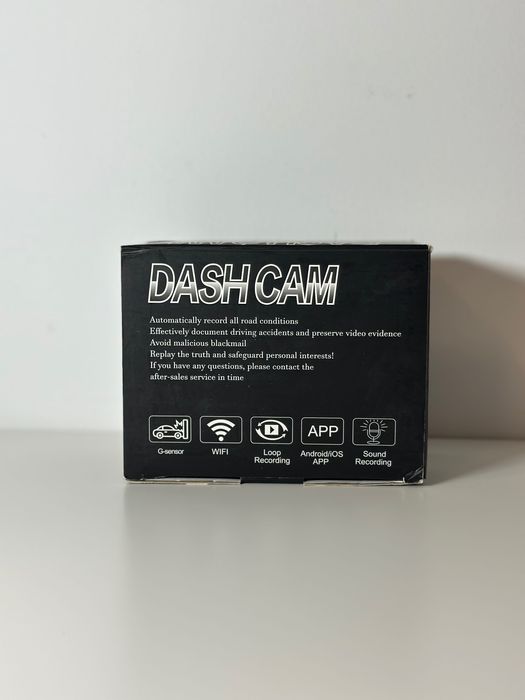 DASH CAM
Automatically record all road conditions
Effectively document driving accidents and preserve video evidence
Avoid malicious blackmail
Replay the truth and safeguard personal interests!
If you have any questions, please contact the
after-sales service in time
APP
G-sensor
WIFI
Loop
Recording
Android/iOS
APP
Sound
Recording